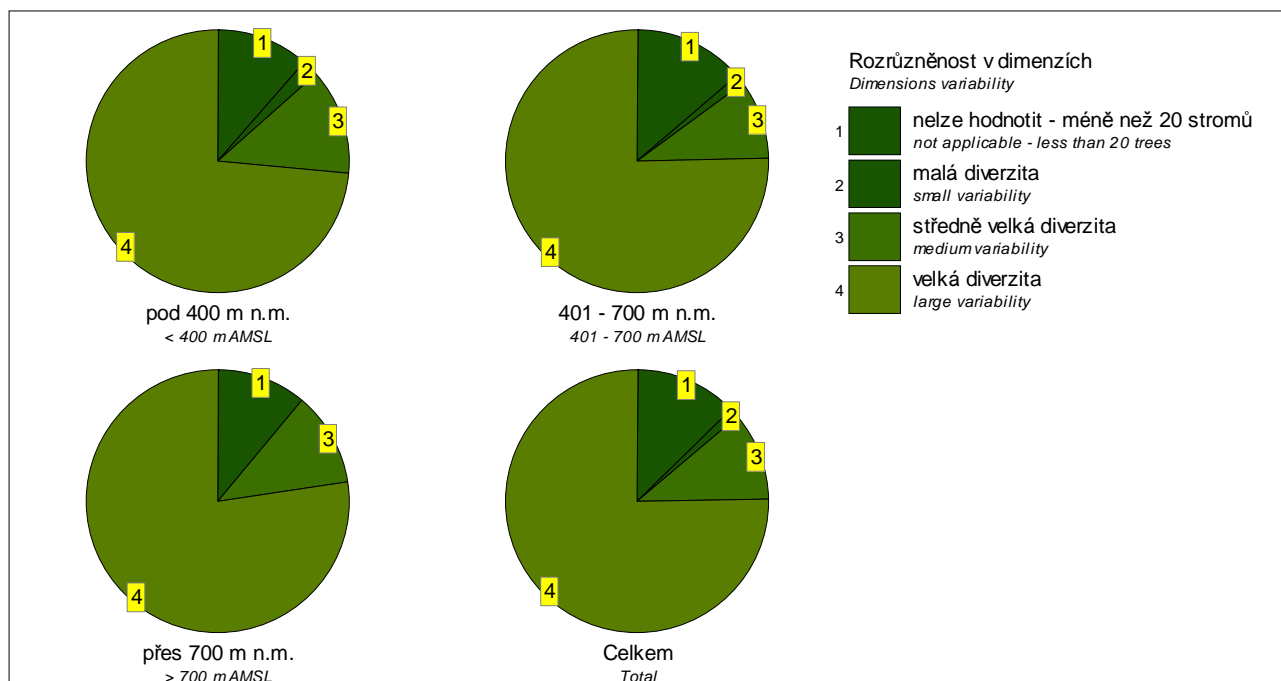 1
2
3
4
pod 400 m n.m.
< 400 m AMSL
1
2
3
4
401 - 700 m n.m.
401 - 700 m AMSL
Rozrůzněnost v dimenzích
Dimensions variability
1 nelze hodnotit - méně než 20 stromů
not applicable - less than 20 trees
2 malá diverzita
small variability
3 středně velká diverzita
medium variability
4 velká diverzita
large variability
1
3
4
přes 700 m n.m.
> 700 m AMSL
1
2
3
4
Celkem
Total